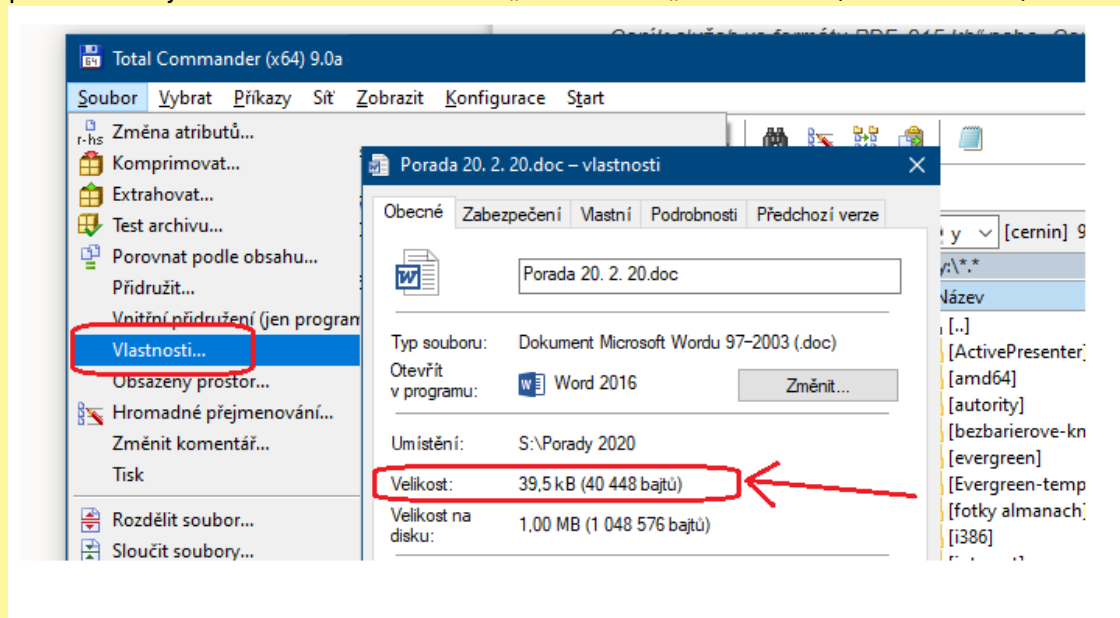 Total Commander (x64) 9.0a
Soubor Vybrat Příkazy Síť Zobrazit Konfigurace Start
Změna atributů...
Komprimovat...
Extrahovat...
Test archivu...
Porovnat podle obsahu...
Přidružit...
Vnitřní přidružení (jen program
Vlastnosti...
Obsazený prostor...
Hromadné přejmenování...
Změnit komentář...
Tisk
Rozdělit soubor...
Sloučit soubory...
Porada 20. 2. 20.doc – vlastnosti
Obecné Zabezpečení Vlastní Podrobnosti Předchozí verze
Porada 20. 2. 20.doc
Typ souboru: Dokument Microsoft Wordu 97–2003 (.doc)
Otevřít
v programu: Word 2016 Změnit...
Umístění: S:\Porady 2020
Velikost: 39,5 kB (40 448 bajtů)
Velikost na
disku: 1,00 MB (1 048 576 bajtů)
y [cernin] 9
y:\*.*
Název
[..]
[ActivePresenter]
[amd64]
[autority]
[bezbarierove-kn
[evergreen]
[Evergreen-temp
[fotky almanach]
[i386]